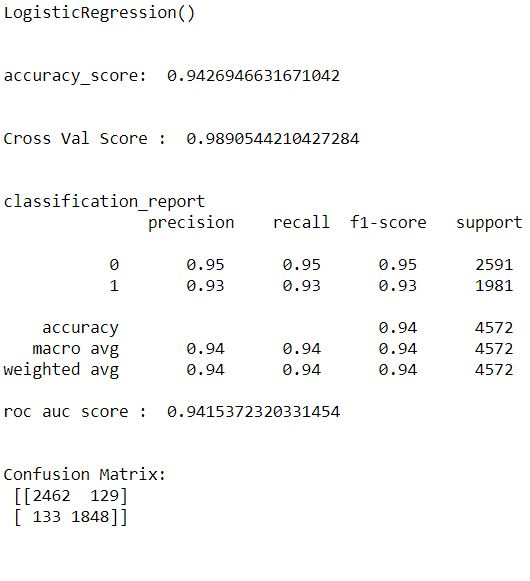 LogisticRegression()
accuracy_score:  0.9426946631671042
Cross Val Score :  0.9890544210427284
classification_report
              precision    recall  f1-score   support
           0       0.95      0.95      0.95      2591
           1       0.93      0.93      0.93      1981
    accuracy                           0.94      4572
   macro avg       0.94      0.94      0.94      4572
weighted avg       0.94      0.94      0.94      4572
roc auc score :  0.9415372320331454
Confusion Matrix:
 [[2462  129]
 [ 133 1848]]